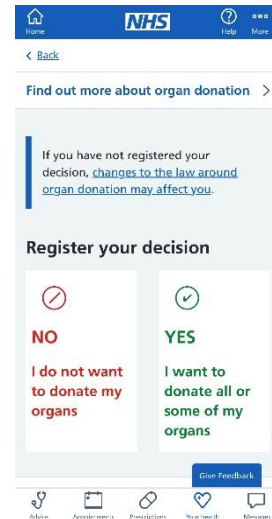 NHS
Home
Help
More
Back
Find out more about organ donation
If you have not registered your
decision, changes to the law around
organ donation may affect you.
Register your decision
NO
I do not want
to donate my
organs
YES
I want to
donate all or
some of my
organs
Give Feedback
Advice
Appointments
Prescriptions
Your health
Messages